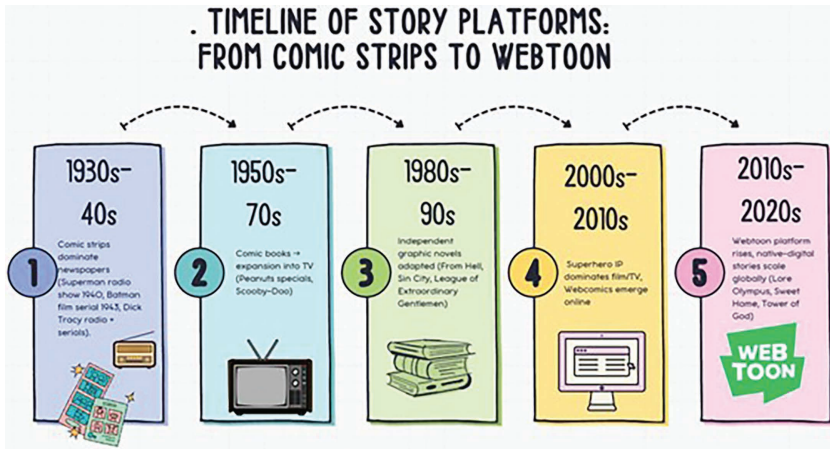 . TIMELINE OF STORY PLATFORMS:
FROM COMIC STRIPS TO WEBTOON
1930s-
40s
Comic strips
dominate
newspapers
(Superman radio
show 1940, Batman
film serial 1943, Dick
Tracy radio +
serials).
1
1950s-
70s
Comic books →
expansion into TV
(Peanuts specials,
Scooby-Doo)
2
1980s-
90s
Independent
graphic novels
adapted (From Hell,
Sin City, League of
Extraordinary
Gentlemen)
3
2000s-
2010s
Superhero IP
dominates film/TV,
Webcomics emerge
online
4
2010s-
2020s
Webtoon platform
rises, native-digital
stories scale
globally (Lore
Olympus, Sweet
Home, Tower of
God)
5
WEB
TOON